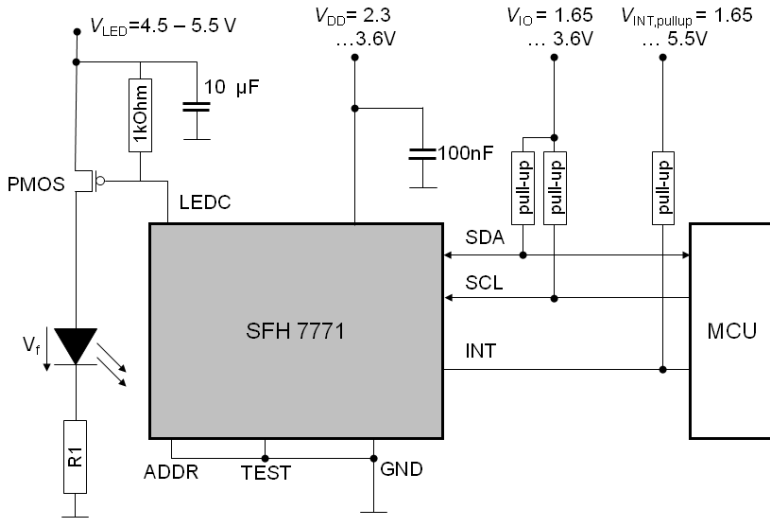 V_LED = 4.5 – 5.5 V
V_DD = 2.3
...3.6V
V_IO = 1.65
... 3.6V
V_INT,pullup = 1.65
... 5.5V
1kOhm
10 µF
100nF
pull-up
pull-up
pull-up
PMOS
LEDC
SDA
SCL
SFH 7771
MCU
V_f
INT
R1
ADDR
TEST
GND